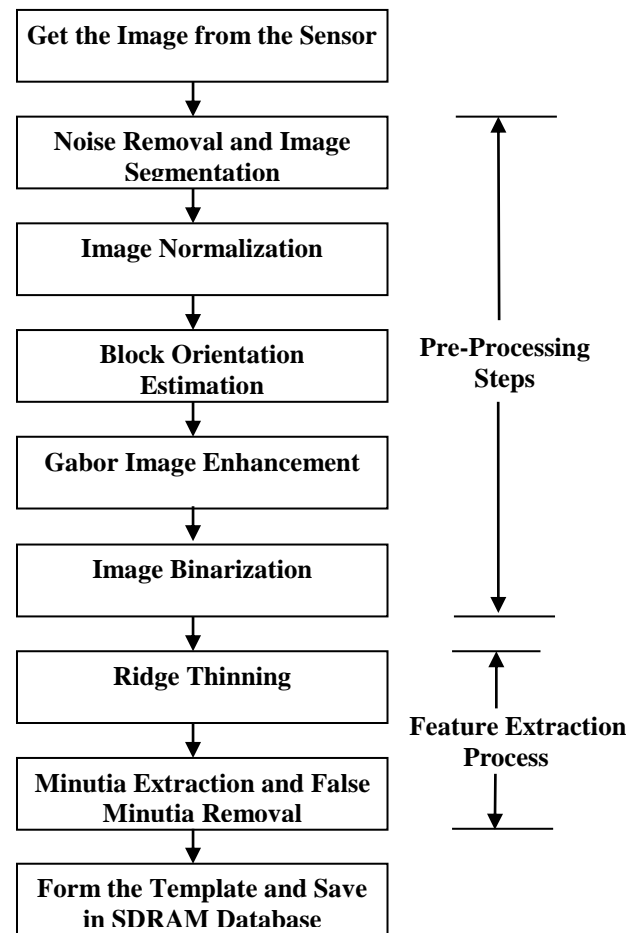 Get the Image from the Sensor
Noise Removal and Image
Segmentation
Image Normalization
Block Orientation
Estimation
Gabor Image Enhancement
Image Binarization
Pre-Processing
Steps
Ridge Thinning
Minutia Extraction and False
Minutia Removal
Feature Extraction
Process
Form the Template and Save
in SDRAM Database